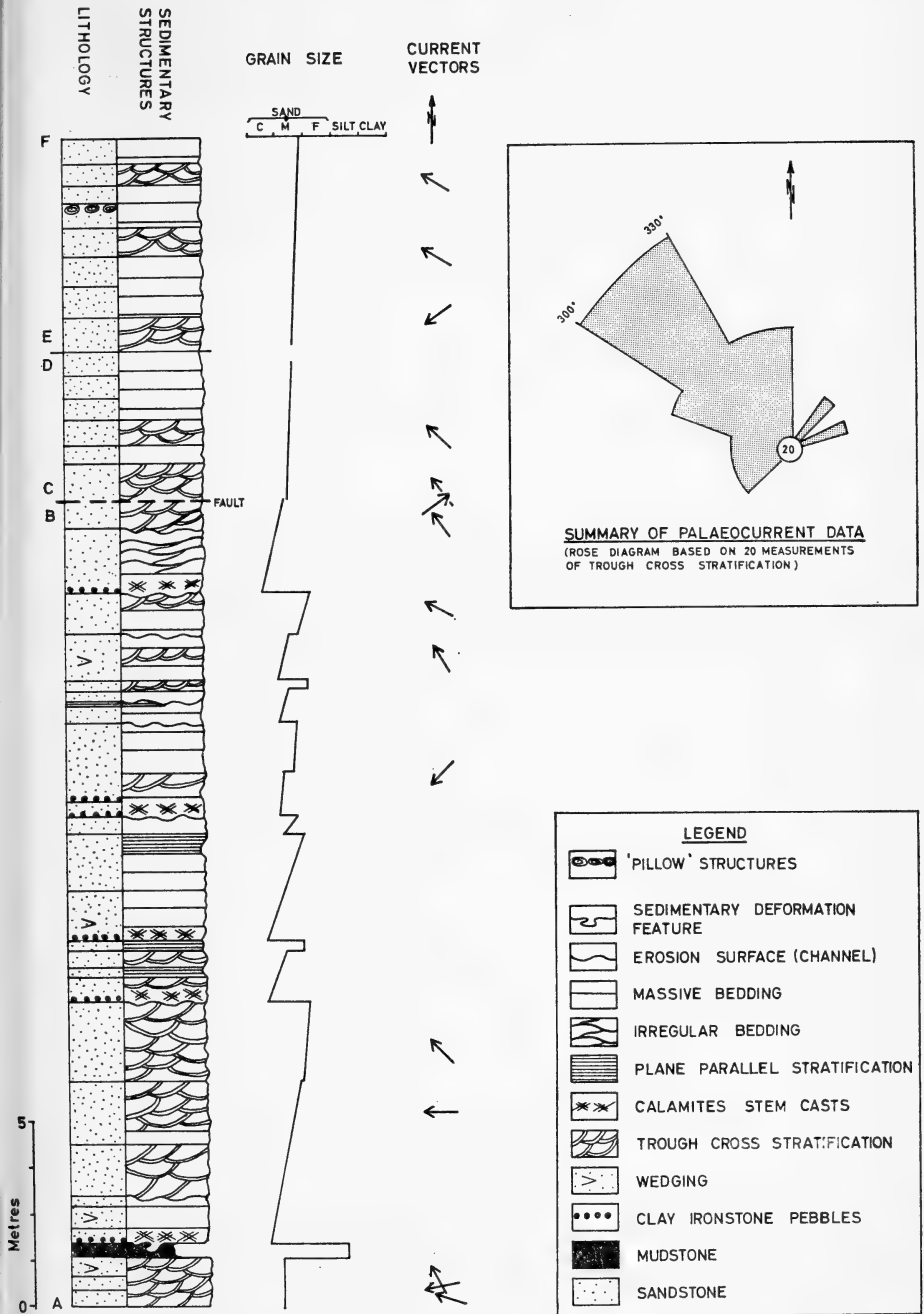 LITHOLOGY
SEDIMENTARY
STRUCTURES
GRAIN SIZE
SAND
C M F SILT CLAY
CURRENT
VECTORS
N
F
E
D
C
B
A
FAULT
5
0
Metres
N
330°
300°
20
SUMMARY OF PALAEOCURRENT DATA
(ROSE DIAGRAM BASED ON 20 MEASUREMENTS
OF TROUGH CROSS STRATIFICATION)
LEGEND
'PILLOW' STRUCTURES
SEDIMENTARY DEFORMATION
FEATURE
EROSION SURFACE (CHANNEL)
MASSIVE BEDDING
IRREGULAR BEDDING
PLANE PARALLEL STRATIFICATION
CALAMITES STEM CASTS
TROUGH CROSS STRATIFICATION
WEDGING
CLAY IRONSTONE PEBBLES
MUDSTONE
SANDSTONE